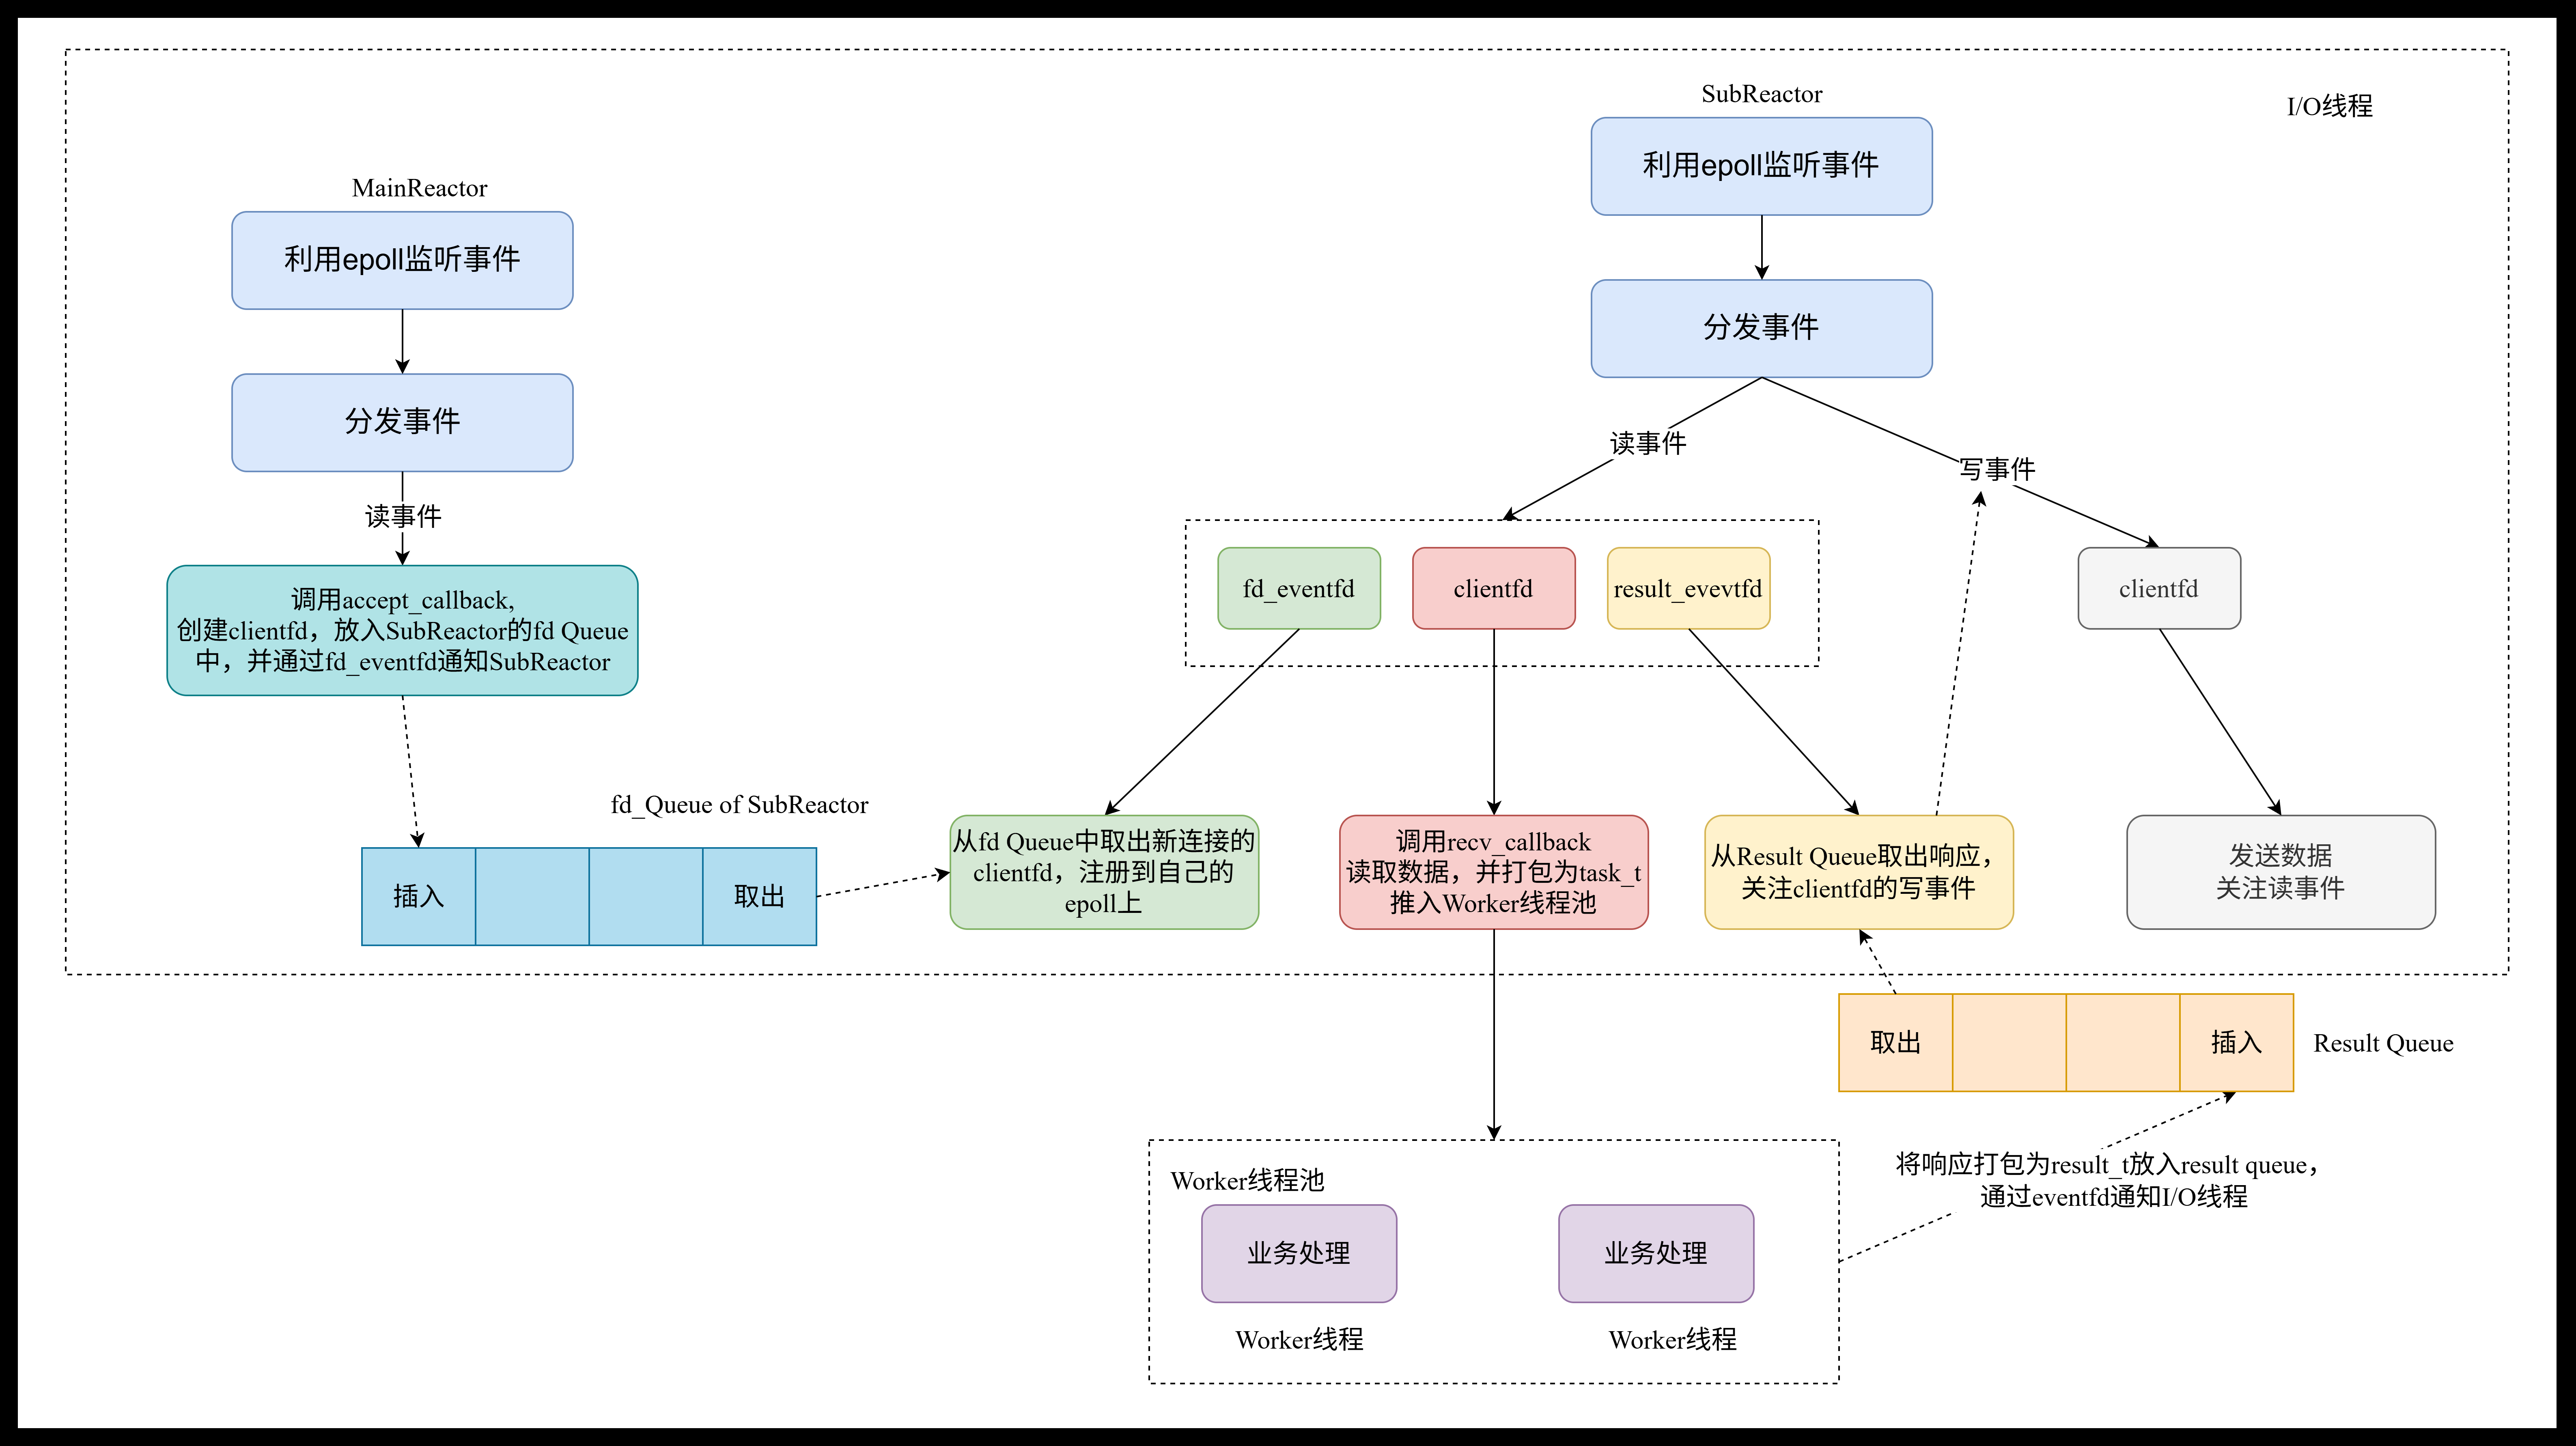 SubReactor
I/O线程
利用epoll监听事件
MainReactor
利用epoll监听事件
分发事件
分发事件
读事件
写事件
读事件
fd_eventfd
clientfd
result_evevtfd
clientfd
调用accept_callback,
创建clientfd，放入SubReactor的fd Queue
中，并通过fd_eventfd通知SubReactor
fd_Queue of SubReactor
插入
取出
从fd Queue中取出新连接的
clientfd，注册到自己的
epoll上
调用recv_callback
读取数据，并打包为task_t
推入Worker线程池
从Result Queue取出响应，
关注clientfd的写事件
发送数据
关注读事件
取出
插入
Result Queue
将响应打包为result_t放入result queue，
通过eventfd通知I/O线程
Worker线程池
业务处理
业务处理
Worker线程
Worker线程